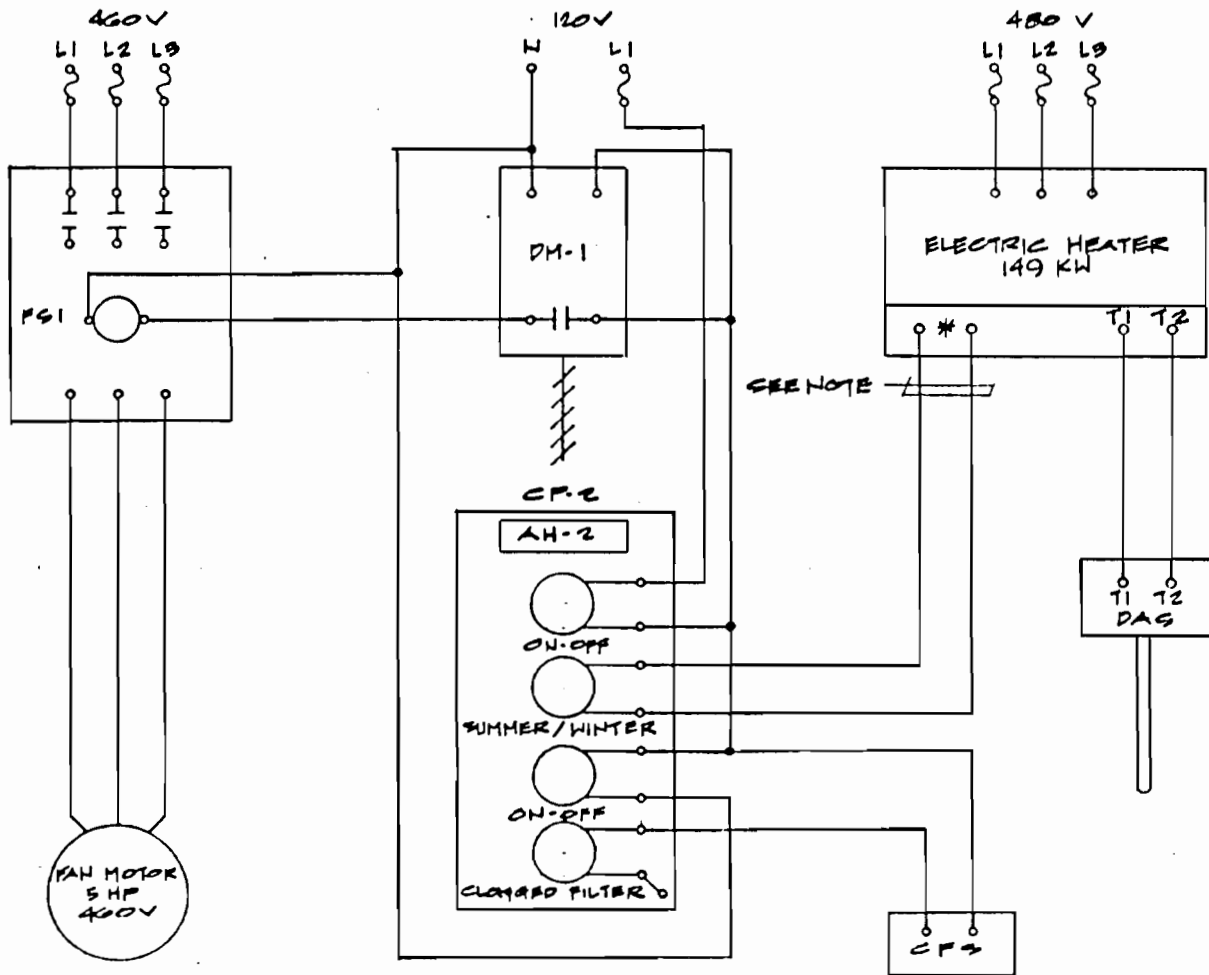 460V
L1 L2 L3
120V
N L1
480 V
L1 L2 L3
DM-1
ELECTRIC HEATER
149 KW
FS1
* T1 T2
SEE NOTE
CP-2
AH-2
ON-OFF
SUMMER/WINTER
ON-OFF
CLOGGED FILTER
T1 T2
DAS
FAN MOTOR
5 HP
460V
CFS